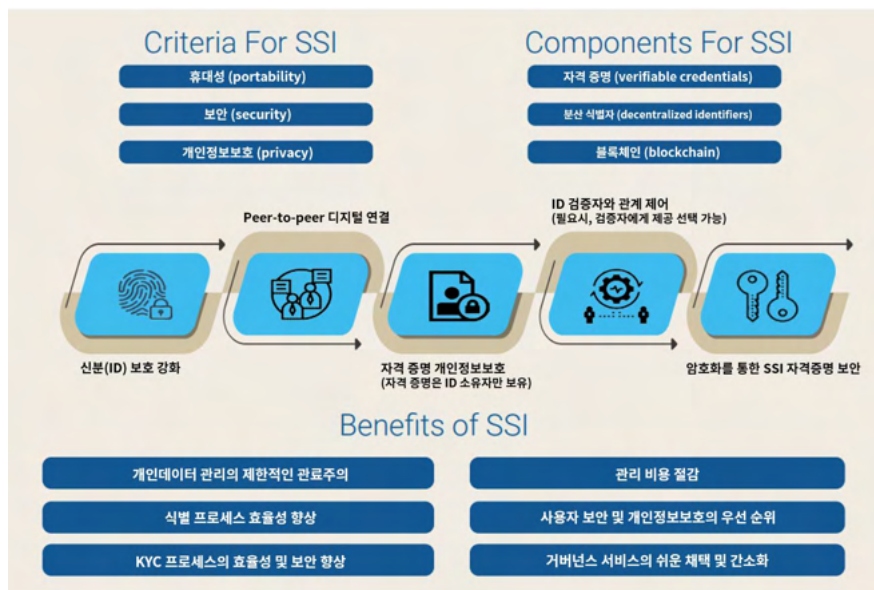 Criteria For SSI
휴대성 (portability)
보안 (security)
개인정보보호 (privacy)
Components For SSI
자격 증명 (verifiable credentials)
분산 식별자 (decentralized identifiers)
블록체인 (blockchain)
신분(ID) 보호 강화
Peer-to-peer 디지털 연결
자격 증명 개인정보보호
(자격 증명은 ID 소유자만 보유)
ID 검증자와 관계 제어
(필요시, 검증자에게 제공 선택 가능)
암호화를 통한 SSI 자격증명 보안
Benefits of SSI
개인데이터 관리의 제한적인 관료주의
식별 프로세스 효율성 향상
KYC 프로세스의 효율성 및 보안 향상
관리 비용 절감
사용자 보안 및 개인정보보호의 우선 순위
거버넌스 서비스의 쉬운 채택 및 간소화